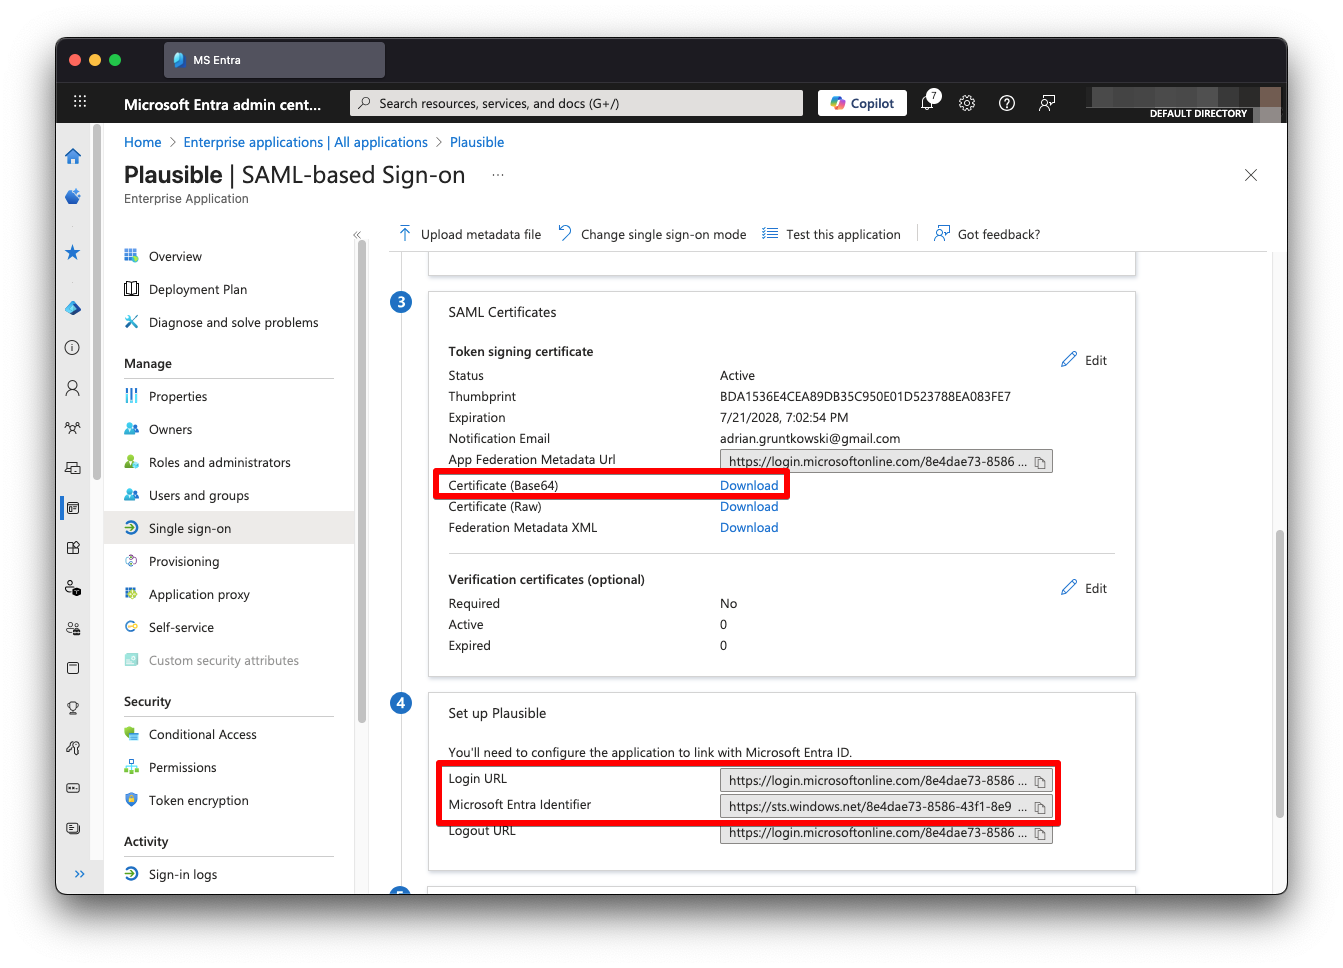 MS Entra
Microsoft Entra admin cent...
Search resources, services, and docs (G+/)
Copilot
7
DEFAULT DIRECTORY
Home > Enterprise applications | All applications > Plausible
Plausible | SAML-based Sign-on ...
Enterprise Application
Overview
Deployment Plan
Diagnose and solve problems
Manage
Properties
Owners
Roles and administrators
Users and groups
Single sign-on
Provisioning
Application proxy
Self-service
Custom security attributes
Security
Conditional Access
Permissions
Token encryption
Activity
Sign-in logs
Upload metadata file
Change single sign-on mode
Test this application
Got feedback?
3
SAML Certificates
Token signing certificate
Edit
Status Active
Thumbprint BDA1536E4CEA89DB35C950E01D523788EA083FE7
Expiration 7/21/2028, 7:02:54 PM
Notification Email adrian.gruntkowski@gmail.com
App Federation Metadata Url https://login.microsoftonline.com/8e4dae73-8586 ...
Certificate (Base64) Download
Certificate (Raw) Download
Federation Metadata XML Download
Verification certificates (optional)
Edit
Required No
Active 0
Expired 0
4
Set up Plausible
You'll need to configure the application to link with Microsoft Entra ID.
Login URL https://login.microsoftonline.com/8e4dae73-8586 ...
Microsoft Entra Identifier https://sts.windows.net/8e4dae73-8586-43f1-8e9 ...
Logout URL https://login.microsoftonline.com/8e4dae73-8586 ...
5